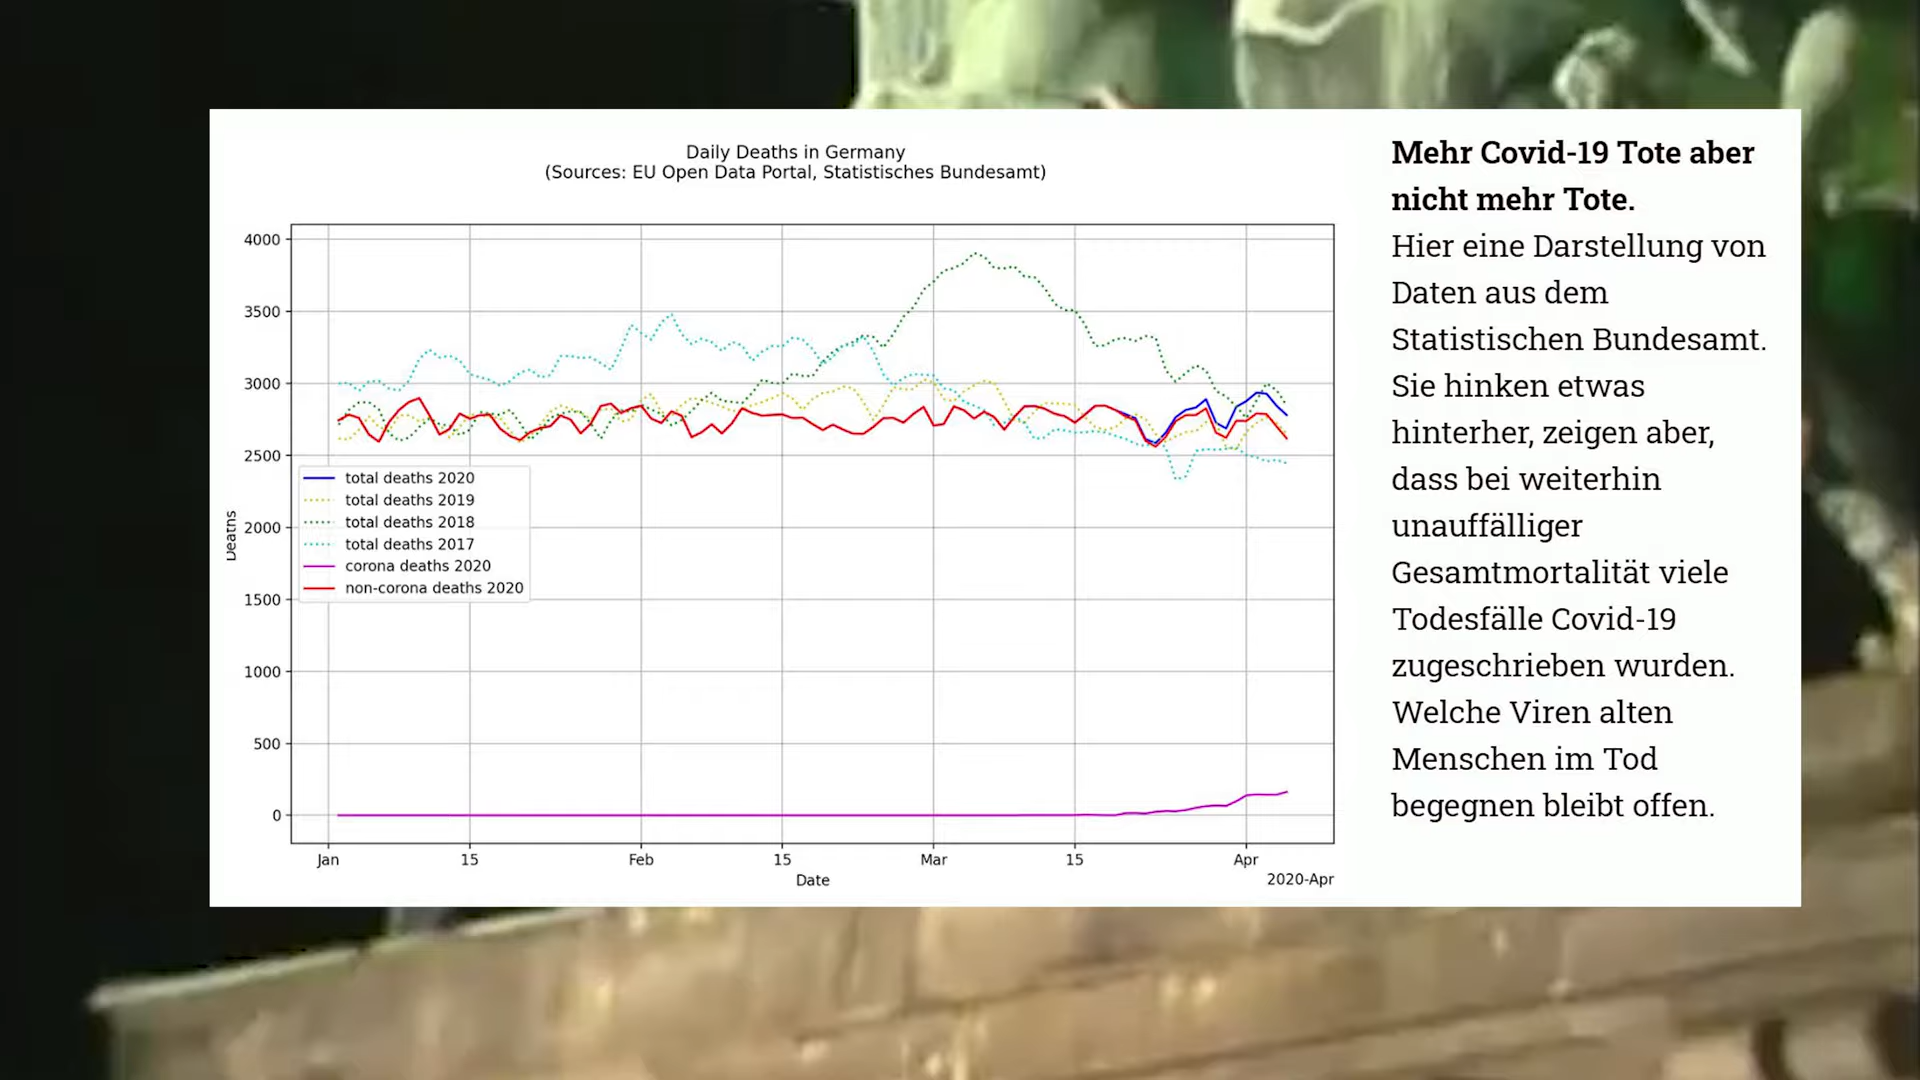 Daily Deaths in Germany
(Sources: EU Open Data Portal, Statistisches Bundesamt)
4000
3500
3000
2500
2000
1500
1000
500
0
Deaths
total deaths 2020
total deaths 2019
total deaths 2018
total deaths 2017
corona deaths 2020
non-corona deaths 2020
Jan 15 Feb 15 Mar 15 Apr
Date
2020-Apr
Mehr Covid-19 Tote aber
nicht mehr Tote.
Hier eine Darstellung von
Daten aus dem
Statistischen Bundesamt.
Sie hinken etwas
hinterher, zeigen aber,
dass bei weiterhin
unauffälliger
Gesamtmortalität viele
Todesfälle Covid-19
zugeschrieben wurden.
Welche Viren alten
Menschen im Tod
begegnen bleibt offen.